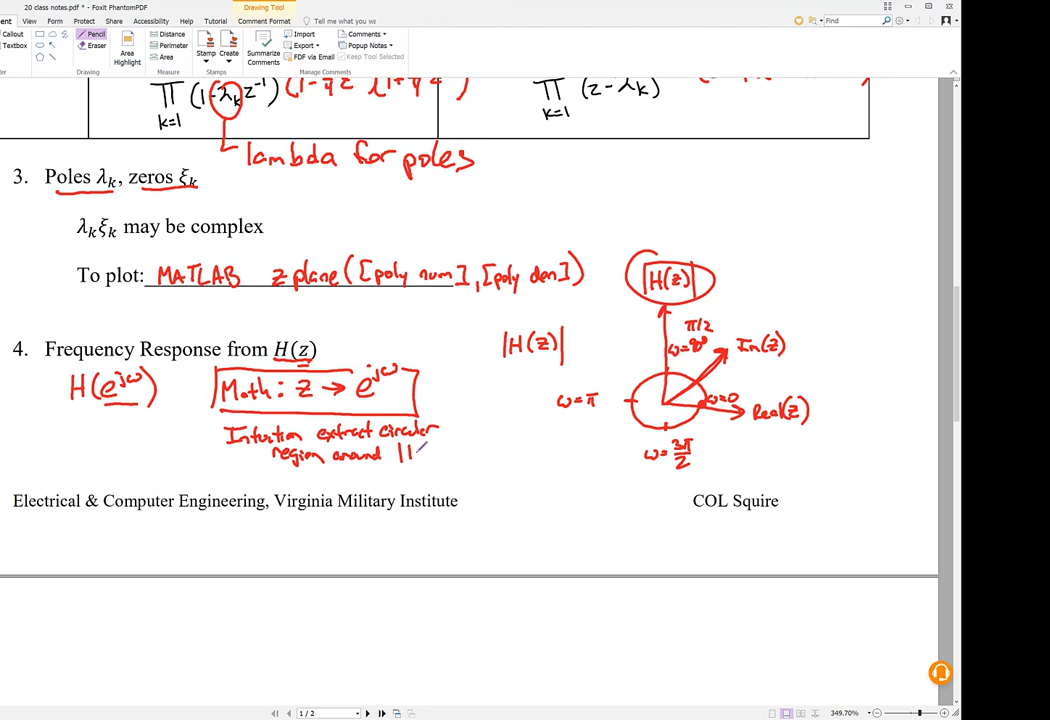 20 class notes.pdf * - Foxit PhantomPDF
Drawing Tool
View Form Protect Share Accessibility Help Tutorial Comment Format Tell me what you want
Find
Callout
Textbox
Pencil
Eraser
Drawing
Area Highlight
Distance
Perimeter
Area
Measure
Stamp Create
Stamps
Summarize Comments
Import
Export
FDF via Email
Comments
Popup Notes
Keep Tool Selected
Manage Comments
∏ (1-λk z⁻¹)
k=1
∏ (z-λk)
k=1
lambda for poles
3. Poles λk, zeros ξk
λkξk may be complex
To plot: MATLAB zplane([poly num], [poly den])
|H(z)|
4. Frequency Response from H(z)
|H(z)|
π/2
ω=90°
Im(z)
H(e^jω)
Math: z → e^jω
ω=π
ω=0
Real(z)
Intuition extract circular
region around
ω= 3π/2
Electrical & Computer Engineering, Virginia Military Institute COL Squire
1 / 2
349.70%